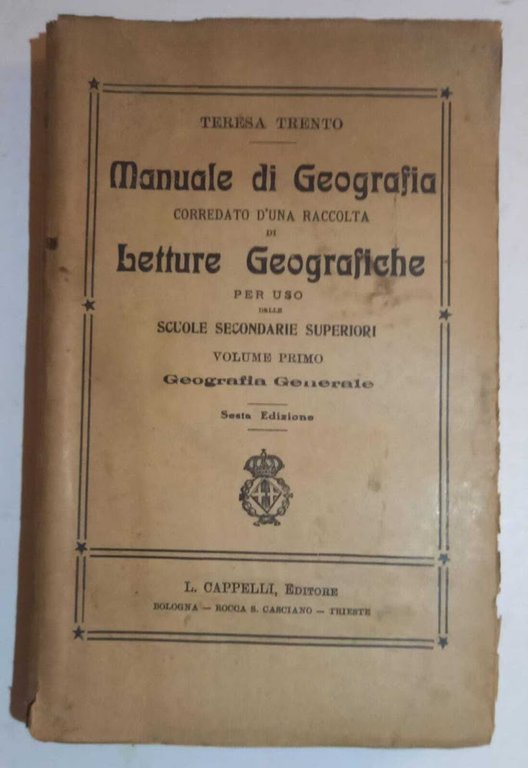 TERESA TRENTO
Manuale di Geografia
CORREDATO D'UNA RACCOLTA
DI
Letture Geografiche
PER USO
DELLE
SCUOLE SECONDARIE SUPERIORI
VOLUME PRIMO
Geografia Generale
Sesta Edizione
L. CAPPELLI, EDITORE
BOLOGNA — ROCCA S. CASCIANO — TRIESTE